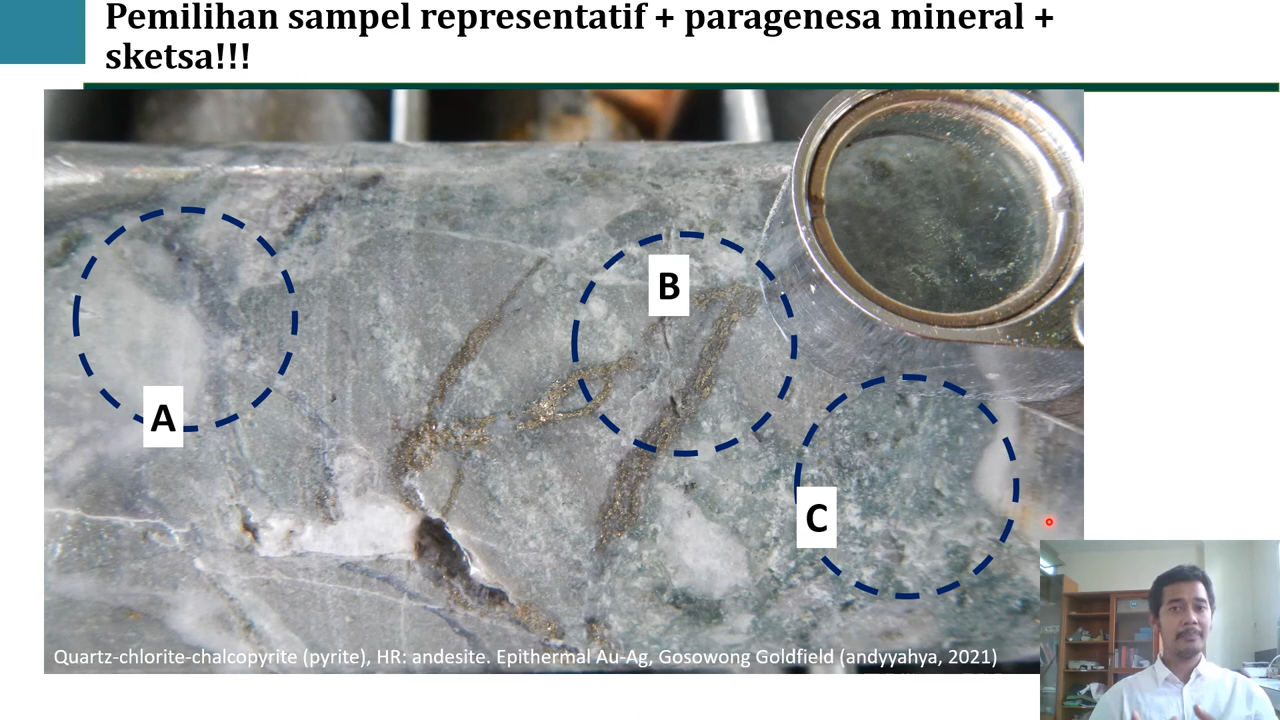 Pemilihan sampel representatif + paragenesa mineral +
sketsa!!!
B
A
C
Quartz-chlorite-chalcopyrite (pyrite), HR: andesite. Epithermal Au-Ag, Gosowong Goldfield (andyyahya, 2021)